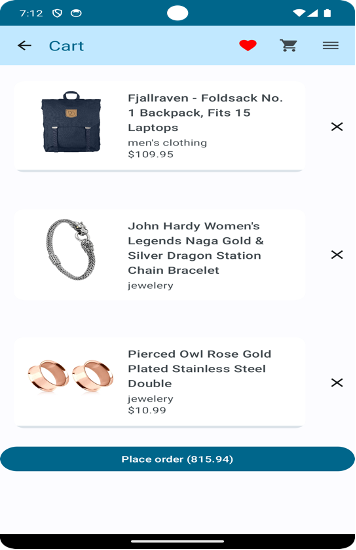 7:12
Cart
Fjallraven - Foldsack No.
1 Backpack, Fits 15
Laptops
men's clothing
$109.95
John Hardy Women's
Legends Naga Gold &
Silver Dragon Station
Chain Bracelet
jewelery
Pierced Owl Rose Gold
Plated Stainless Steel
Double
jewelery
$10.99
Place order (815.94)